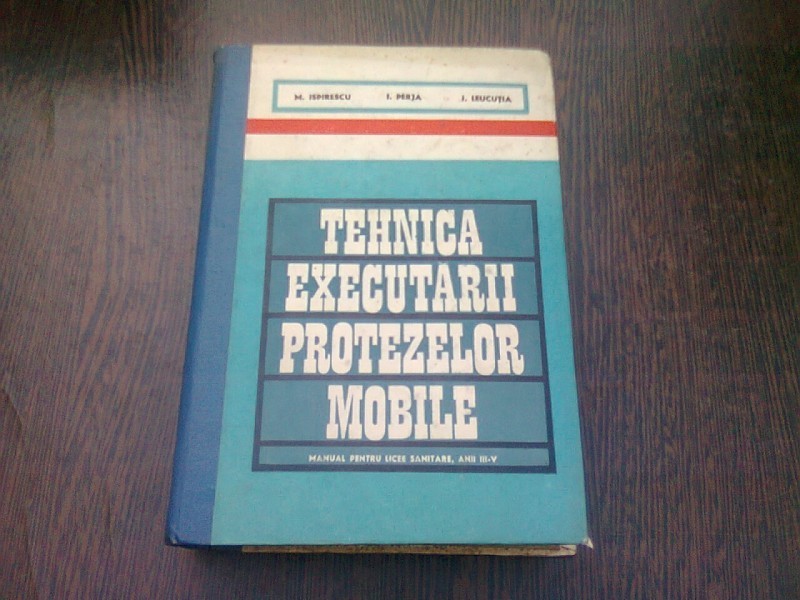 M. ISPIRESCU I. PERJA I. LEUCUȚIA
TEHNICA
EXECUTARII
PROTEZELOR
MOBILE
MANUAL PENTRU LICEE SANITARE, ANII III-V